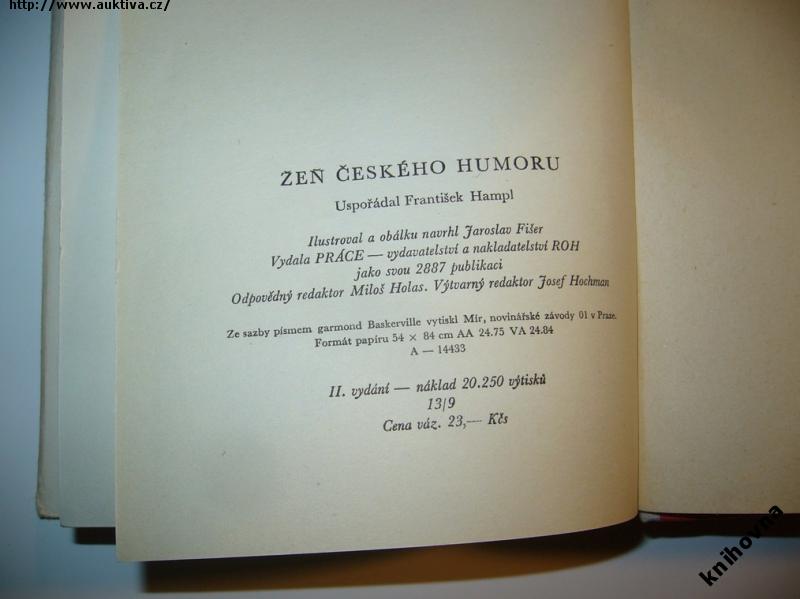 http://www.auktiva.cz/
ŽEŇ ČESKÉHO HUMORU
Uspořádal František Hampl
Ilustroval a obálku navrhl Jaroslav Fišer
Vydala PRÁCE — vydavatelství a nakladatelství ROH
jako svou 2887 publikaci
Odpovědný redaktor Miloš Holas. Výtvarný redaktor Josef Hochman
Ze sazby písmem garmond Baskerville vytiskl Mír, novinářské závody 01 v Praze.
Formát papíru 54 × 84 cm AA 24.75 VA 24.84
A — 14433
II. vydání — náklad 20.250 výtisků
13/9
Cena váz. 23,— Kčs
knihovna